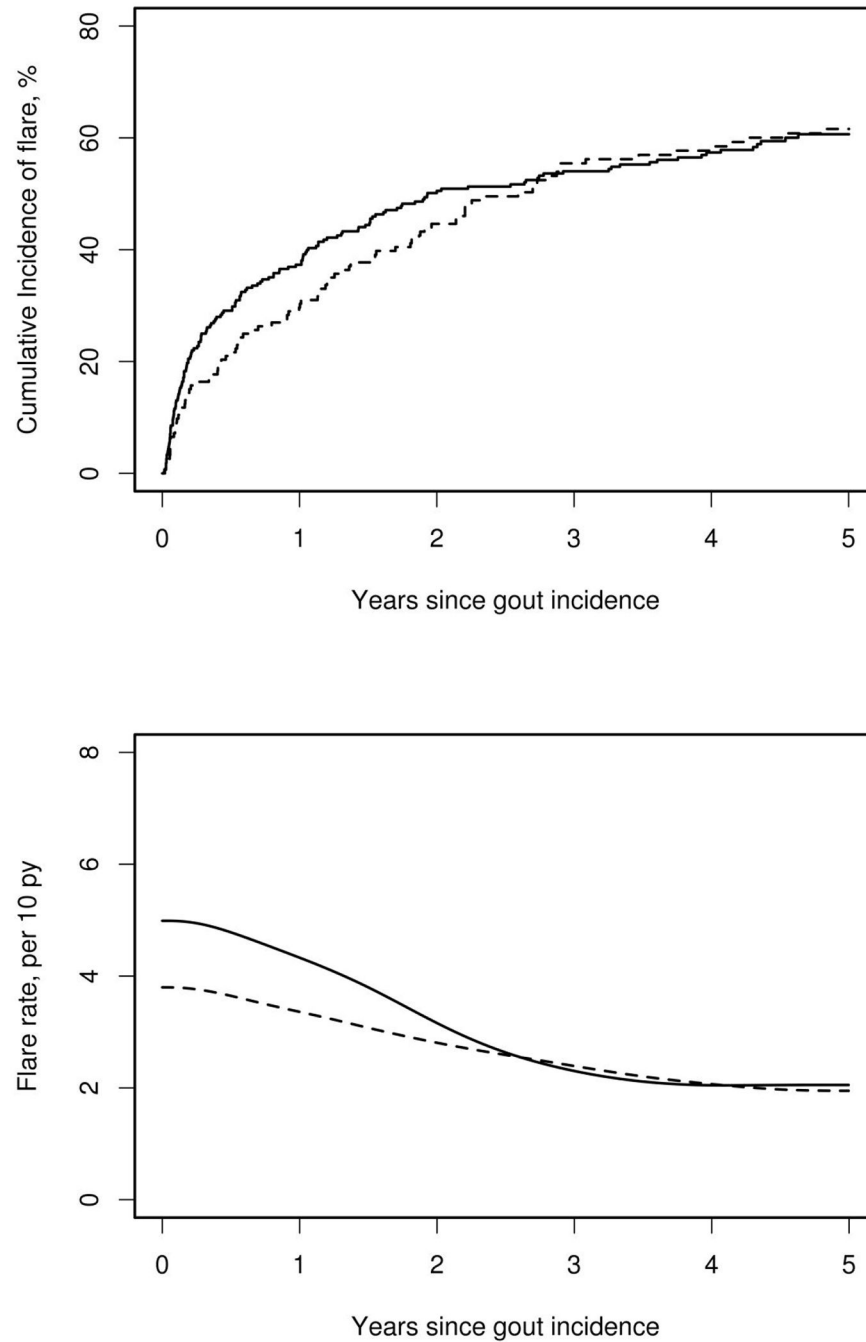 Cumulative Incidence of flare, %
80
60
40
20
0
0 1 2 3 4 5
Years since gout incidence
Flare rate, per 10 py
8
6
4
2
0
0 1 2 3 4 5
Years since gout incidence